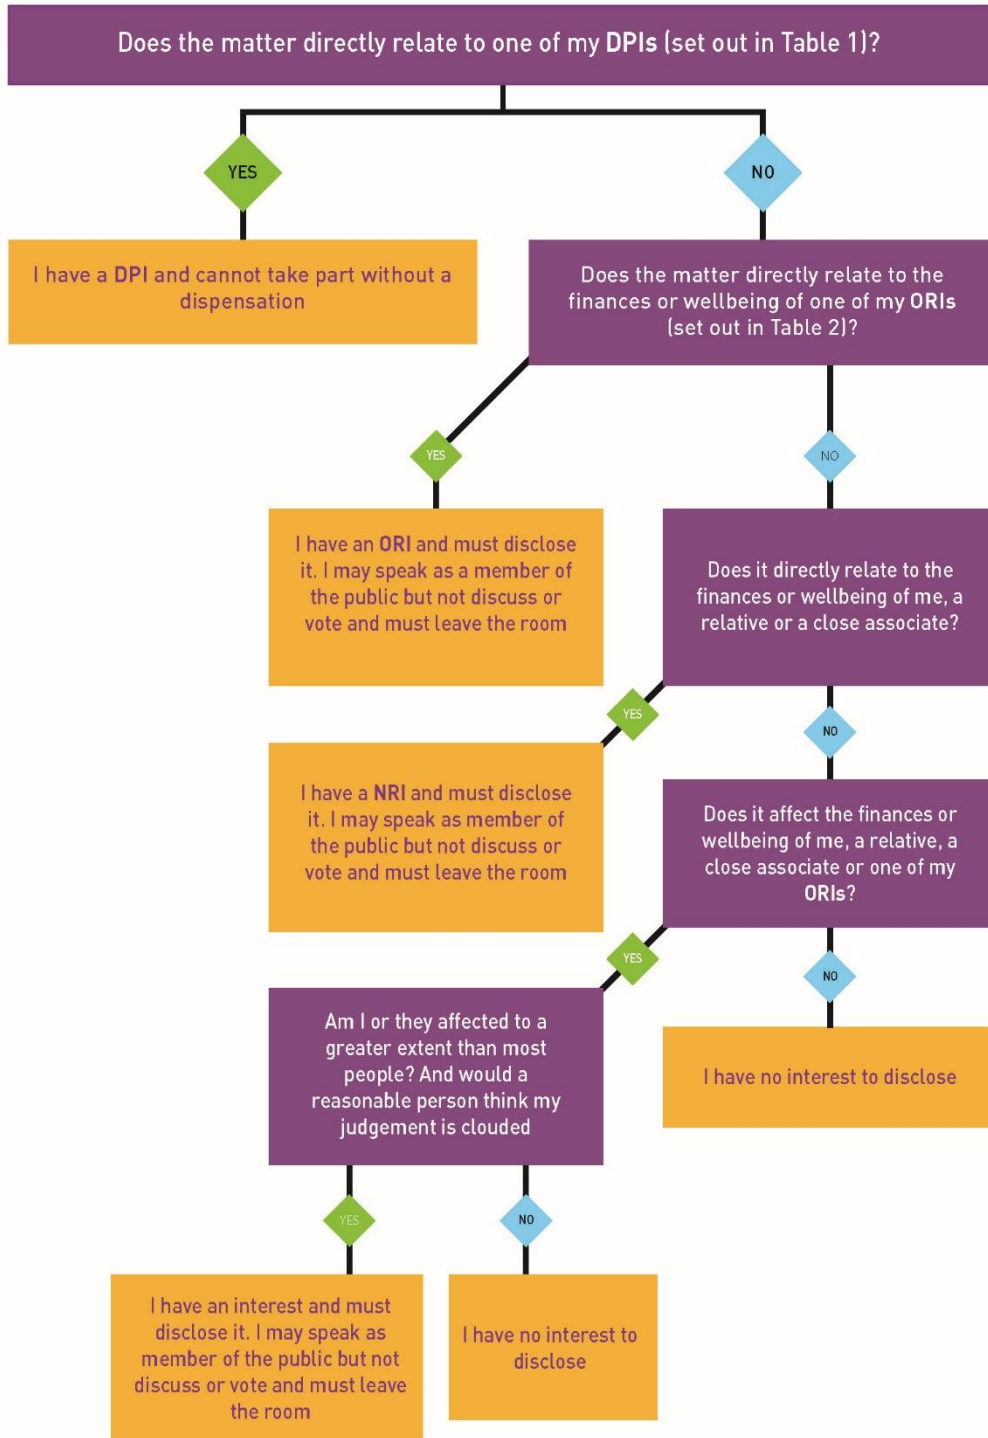 Does the matter directly relate to one of my DPIs (set out in Table 1)?
YES
NO
I have a DPI and cannot take part without a
dispensation
Does the matter directly relate to the
finances or wellbeing of one of my ORIs
(set out in Table 2)?
YES
NO
I have an ORI and must disclose
it. I may speak as a member of
the public but not discuss or
vote and must leave the room
Does it directly relate to the
finances or wellbeing of me, a
relative or a close associate?
YES
NO
I have a NRI and must disclose
it. I may speak as member of
the public but not discuss or
vote and must leave the room
Does it affect the finances or
wellbeing of me, a relative, a
close associate or one of my
ORIs?
YES
NO
Am I or they affected to a
greater extent than most
people? And would a
reasonable person think my
judgement is clouded
I have no interest to disclose
YES
NO
I have an interest and must
disclose it. I may speak as
member of the public but not
discuss or vote and must leave
the room
I have no interest to
disclose